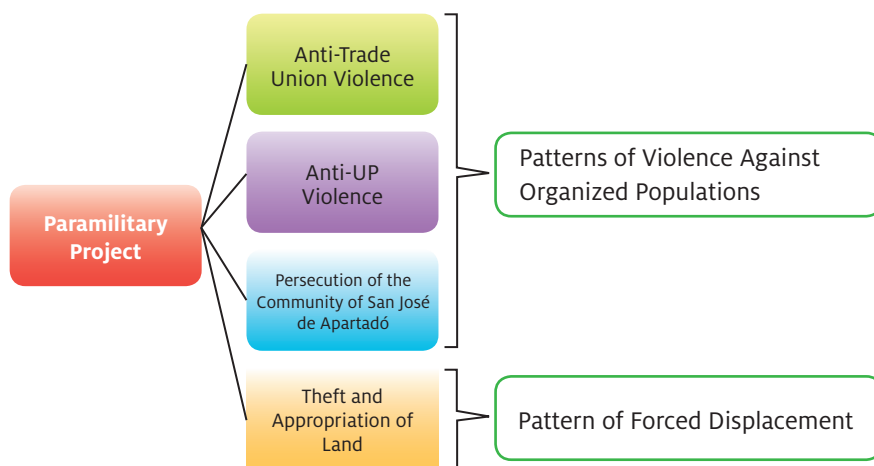 Paramilitary
Project
Anti-Trade
Union Violence
Anti-UP
Violence
Persecution of the
Community of San José
de Apartadó
Theft and
Appropriation of
Land
Patterns of Violence Against
Organized Populations
Pattern of Forced Displacement